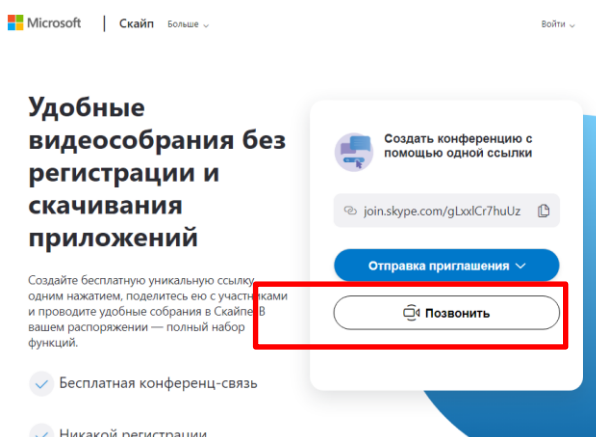 Microsoft | Скайп Больше
Войти
Удобные
видеособрания без
регистрации и
скачивания
приложений
Создайте бесплатную уникальную ссылку
одним нажатием, поделитесь ею с участниками
и проводите удобные собрания в Скайпе. В
вашем распоряжении — полный набор
функций.
Бесплатная конференц-связь
Никакой регистрации
Создать конференцию с
помощью одной ссылки
join.skype.com/gLxxlCr7huUz
Отправка приглашения
Позвонить